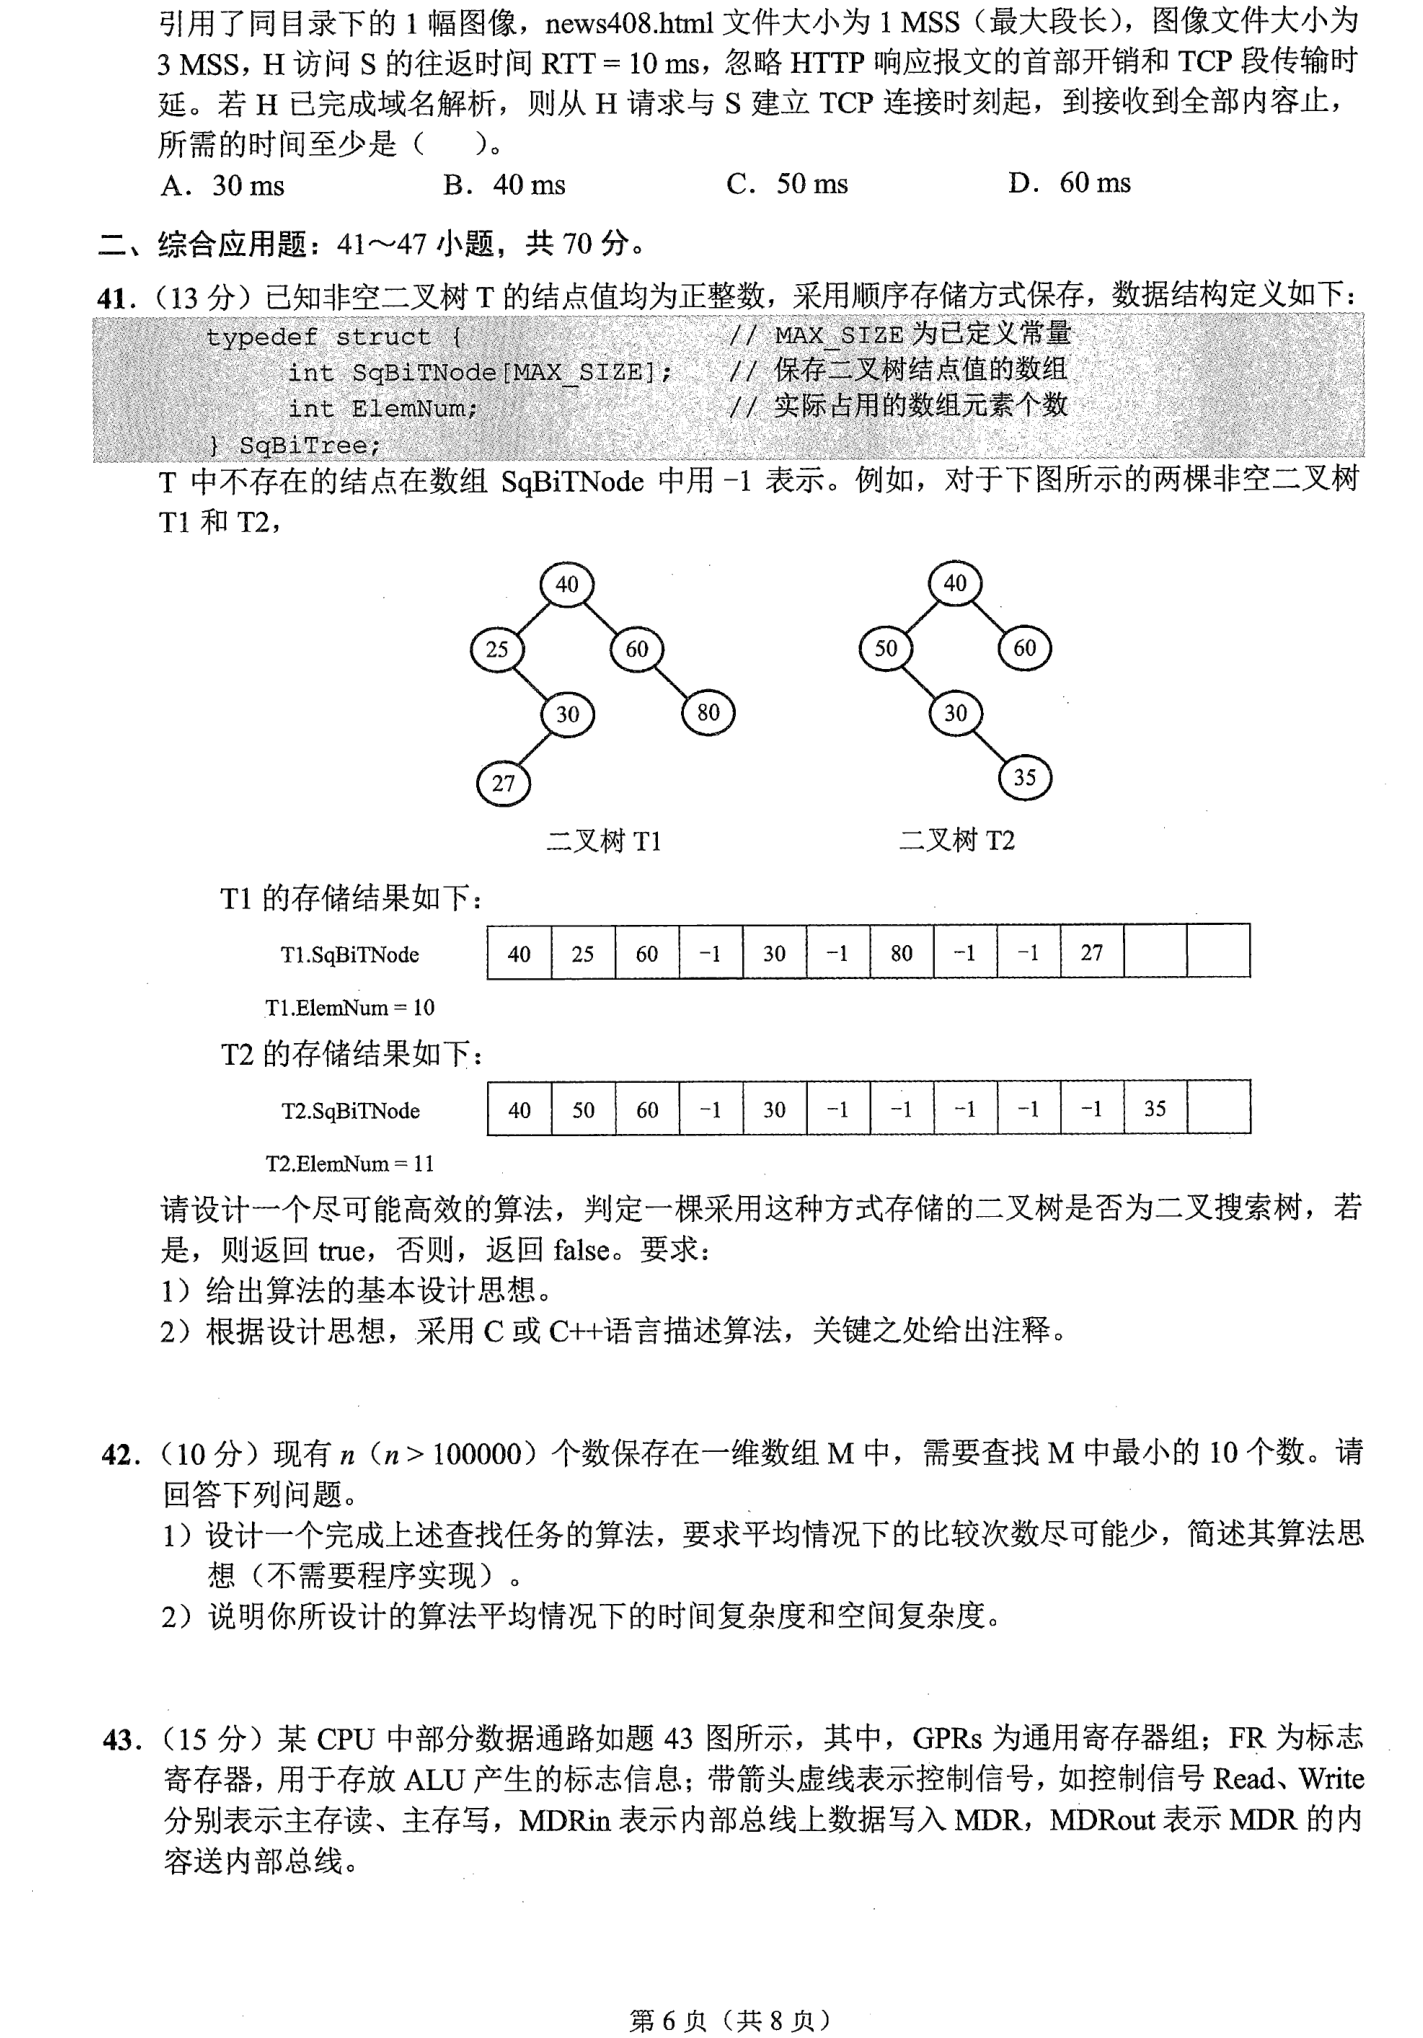 引用了同目录下的 1 幅图像，news408.html 文件大小为 1 MSS（最大段长），图像文件大小为
3 MSS，H 访问 S 的往返时间 RTT = 10 ms，忽略 HTTP 响应报文的首部开销和 TCP 段传输时
延。若 H 已完成域名解析，则从 H 请求与 S 建立 TCP 连接时刻起，到接收到全部内容止，
所需的时间至少是（　　）。
A．30 ms B．40 ms C．50 ms D．60 ms
二、综合应用题：41～47 小题，共 70 分。
41.（13 分）已知非空二叉树 T 的结点值均为正整数，采用顺序存储方式保存，数据结构定义如下：
typedef struct { // MAX_SIZE 为已定义常量
int SqBiTNode[MAX_SIZE]; // 保存二叉树结点值的数组
int ElemNum; // 实际占用的数组元素个数
} SqBiTree;
T 中不存在的结点在数组 SqBiTNode 中用 -1 表示。例如，对于下图所示的两棵非空二叉树
T1 和 T2，
40 40
25 60 50 60
30 80 30
27 35
二叉树 T1 二叉树 T2
T1 的存储结果如下：
T1.SqBiTNode 40 25 60 -1 30 -1 80 -1 -1 27
T1.ElemNum = 10
T2 的存储结果如下：
T2.SqBiTNode 40 50 60 -1 30 -1 -1 -1 -1 -1 35
T2.ElemNum = 11
请设计一个尽可能高效的算法，判定一棵采用这种方式存储的二叉树是否为二叉搜索树，若
是，则返回 true，否则，返回 false。要求：
1）给出算法的基本设计思想。
2）根据设计思想，采用 C 或 C++语言描述算法，关键之处给出注释。
42.（10 分）现有 n（n > 100000）个数保存在一维数组 M 中，需要查找 M 中最小的 10 个数。请
回答下列问题。
1）设计一个完成上述查找任务的算法，要求平均情况下的比较次数尽可能少，简述其算法思
想（不需要程序实现）。
2）说明你所设计的算法平均情况下的时间复杂度和空间复杂度。
43.（15 分）某 CPU 中部分数据通路如题 43 图所示，其中，GPRs 为通用寄存器组；FR 为标志
寄存器，用于存放 ALU 产生的标志信息；带箭头虚线表示控制信号，如控制信号 Read、Write
分别表示主存读、主存写，MDRin 表示内部总线上数据写入 MDR，MDRout 表示 MDR 的内
容送内部总线。
第 6 页（共 8 页）